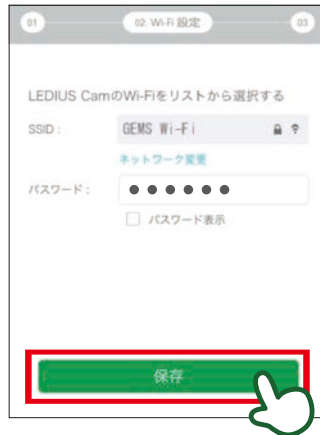 01
02. Wi-Fi 設定
03
LEDIUS CamのWi-Fiをリストから選択する
SSID :
GEMS Wi-Fi
ネットワーク変更
パスワード :
●●●●●●
パスワード表示
保存